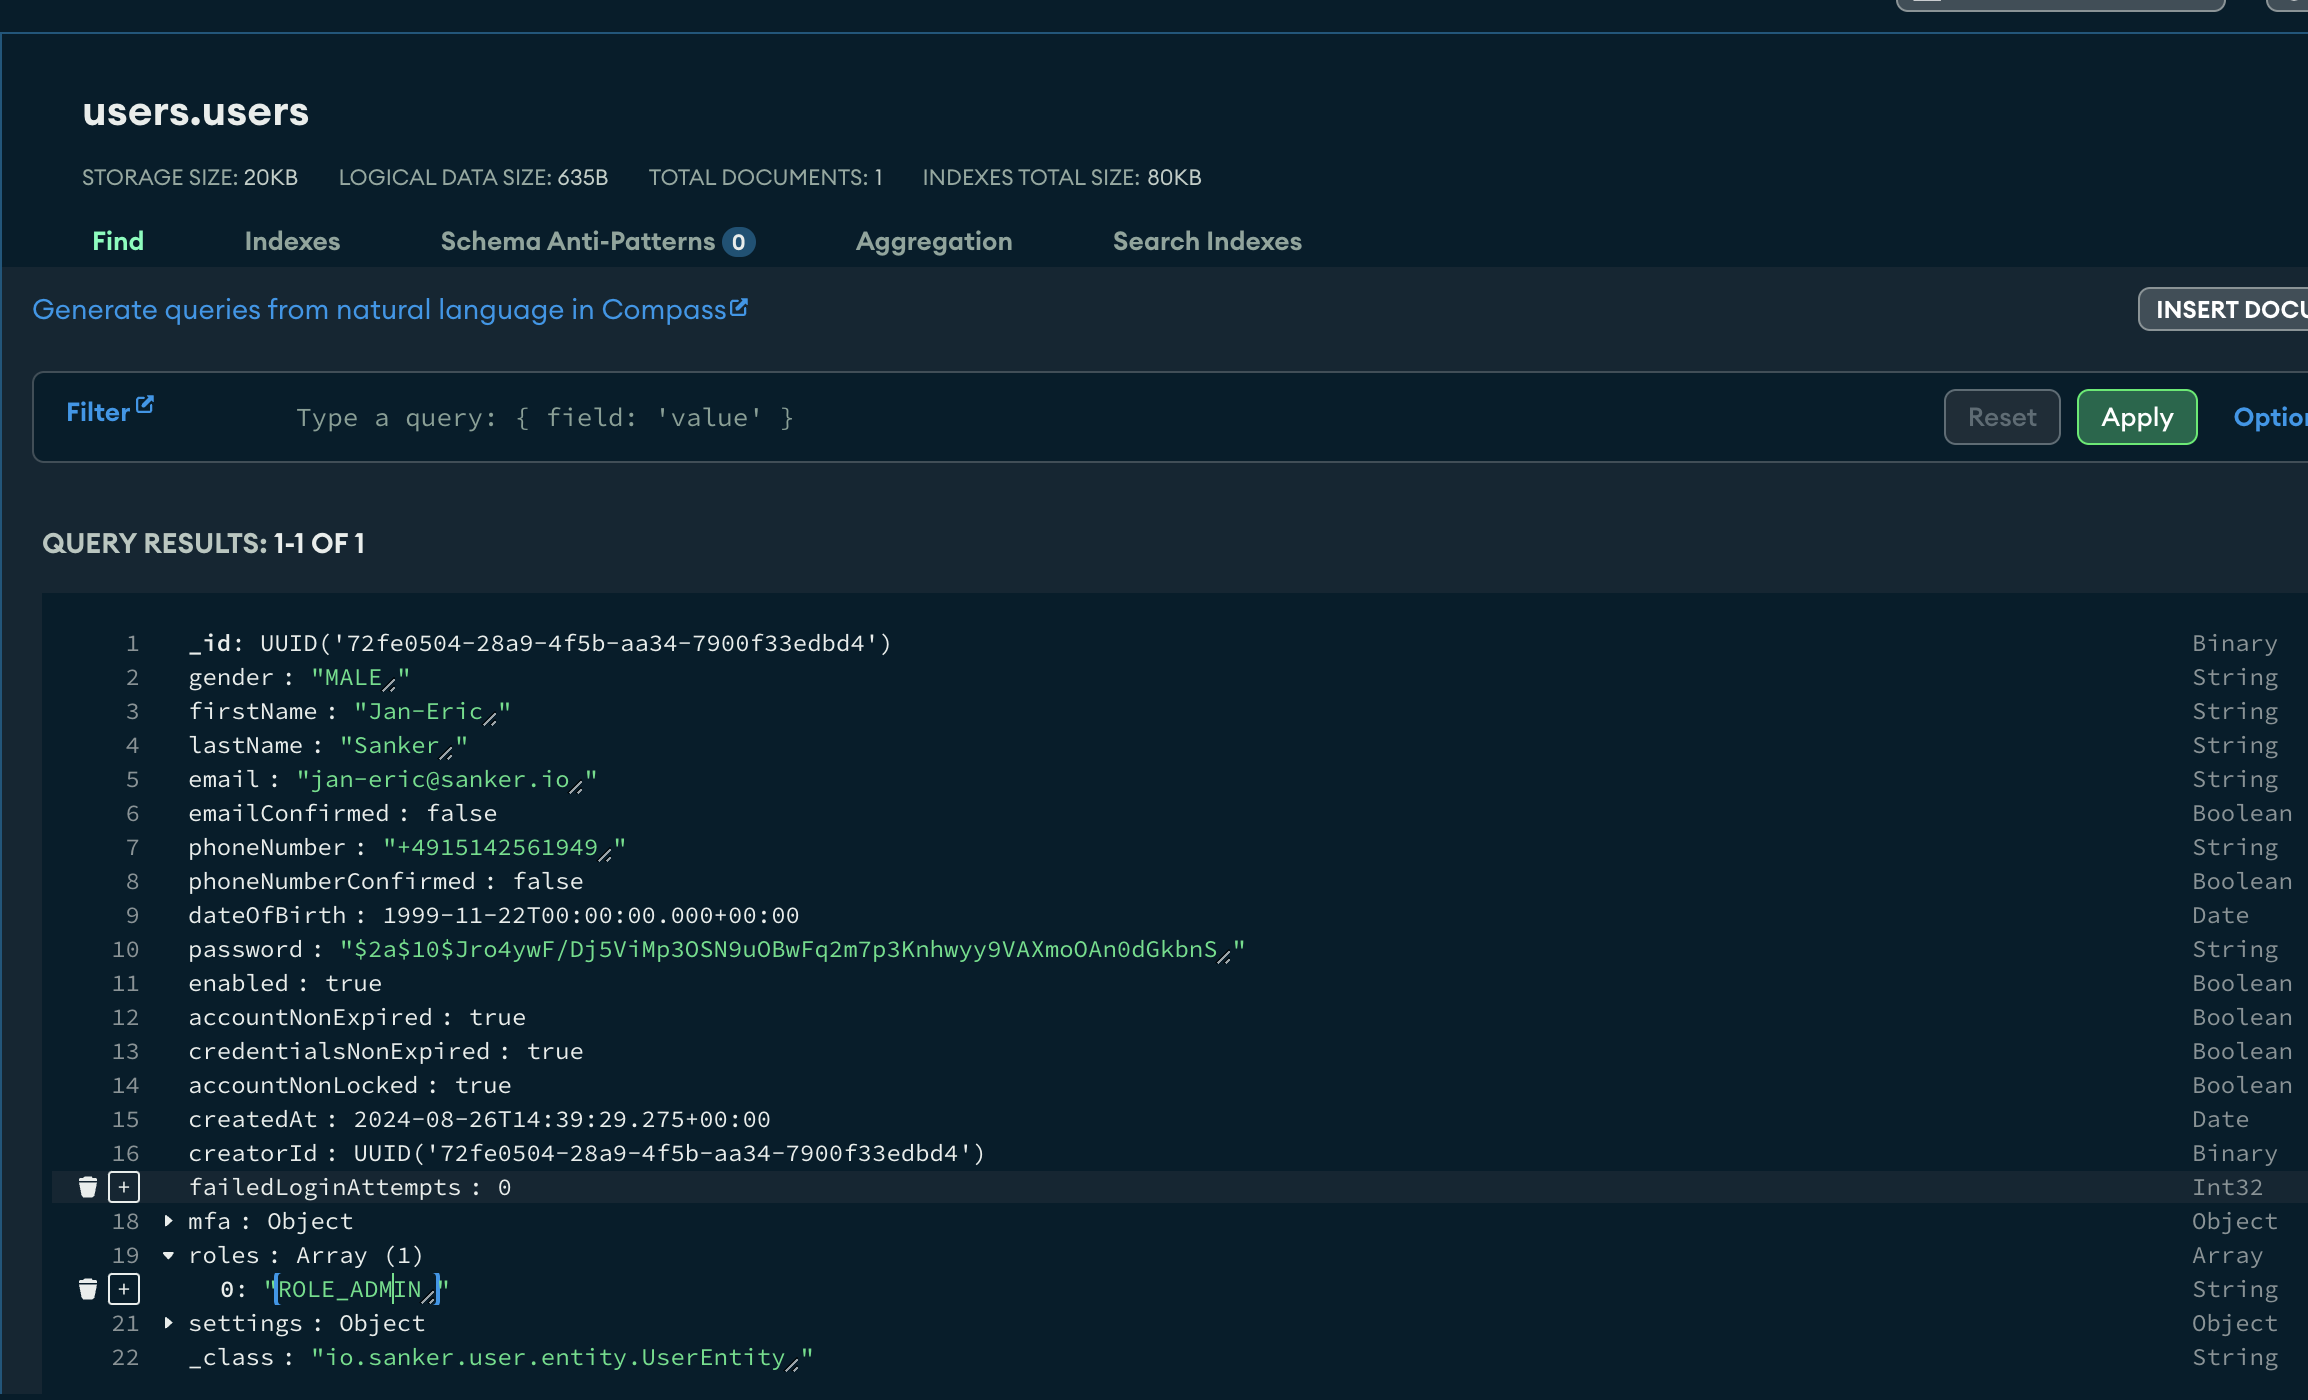 users.users
STORAGE SIZE: 20KB LOGICAL DATA SIZE: 635B TOTAL DOCUMENTS: 1 INDEXES TOTAL SIZE: 80KB
Find Indexes Schema Anti-Patterns 0 Aggregation Search Indexes
Generate queries from natural language in Compass
INSERT DOCU
Filter Type a query: { field: 'value' } Reset Apply Option
QUERY RESULTS: 1-1 OF 1
1 _id: UUID('72fe0504-28a9-4f5b-aa34-7900f33edbd4') Binary
2 gender : "MALE" String
3 firstName : "Jan-Eric" String
4 lastName : "Sanker" String
5 email : "jan-eric@sanker.io" String
6 emailConfirmed : false Boolean
7 phoneNumber : "+4915142561949" String
8 phoneNumberConfirmed : false Boolean
9 dateOfBirth : 1999-11-22T00:00:00.000+00:00 Date
10 password : "$2a$10$Jro4ywF/Dj5ViMp3OSN9uOBwFq2m7p3Knhwyy9VAXmoOAn0dGkbnS" String
11 enabled : true Boolean
12 accountNonExpired : true Boolean
13 credentialsNonExpired : true Boolean
14 accountNonLocked : true Boolean
15 createdAt : 2024-08-26T14:39:29.275+00:00 Date
16 creatorId : UUID('72fe0504-28a9-4f5b-aa34-7900f33edbd4') Binary
failedLoginAttempts : 0 Int32
18 mfa : Object Object
19 roles : Array (1) Array
0: "ROLE_ADMIN" String
21 settings : Object Object
22 _class : "io.sanker.user.entity.UserEntity" String